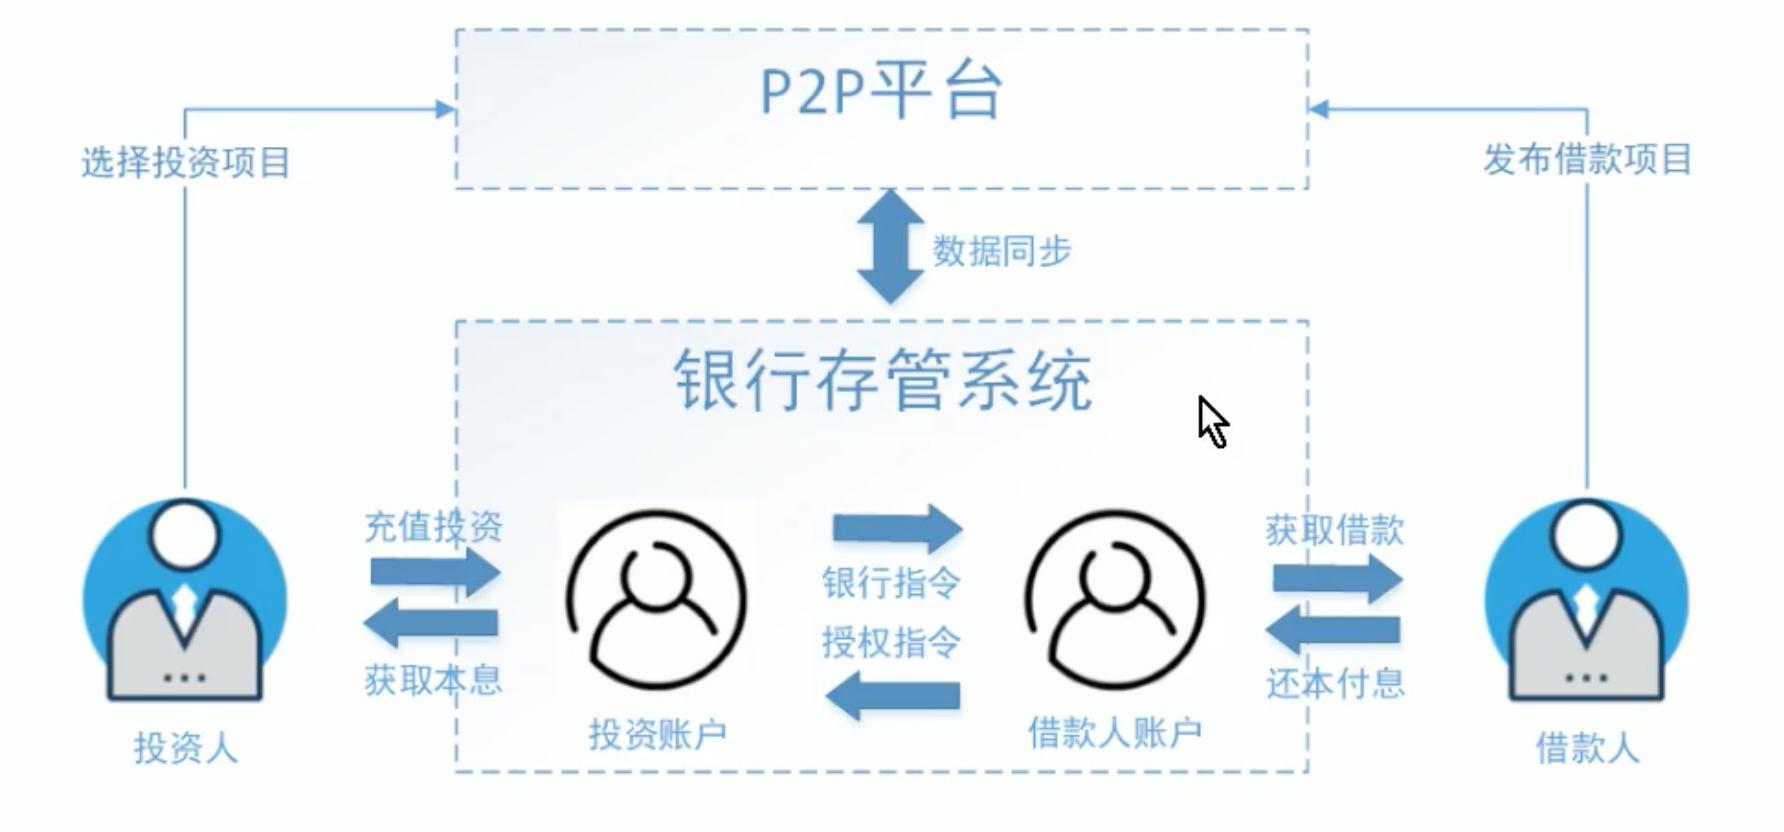 P2P平台
选择投资项目
发布借款项目
数据同步
银行存管系统
充值投资
获取本息
银行指令
授权指令
获取借款
还本付息
投资账户
借款人账户
投资人
借款人